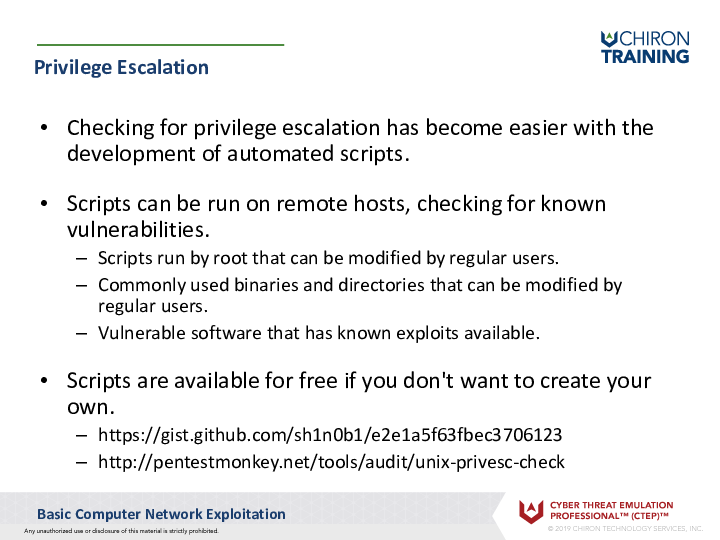 CHIRON
TRAINING
Privilege Escalation
• Checking for privilege escalation has become easier with the
development of automated scripts.
• Scripts can be run on remote hosts, checking for known
vulnerabilities.
– Scripts run by root that can be modified by regular users.
– Commonly used binaries and directories that can be modified by
regular users.
– Vulnerable software that has known exploits available.
• Scripts are available for free if you don't want to create your
own.
– https://gist.github.com/sh1n0b1/e2e1a5f63fbec3706123
– http://pentestmonkey.net/tools/audit/unix-privesc-check
Basic Computer Network Exploitation
CYBER THREAT EMULATION
PROFESSIONAL™ (CTEP)™
Any unauthorized use or disclosure of this material is strictly prohibited.
© 2019 CHIRON TECHNOLOGY SERVICES, INC.